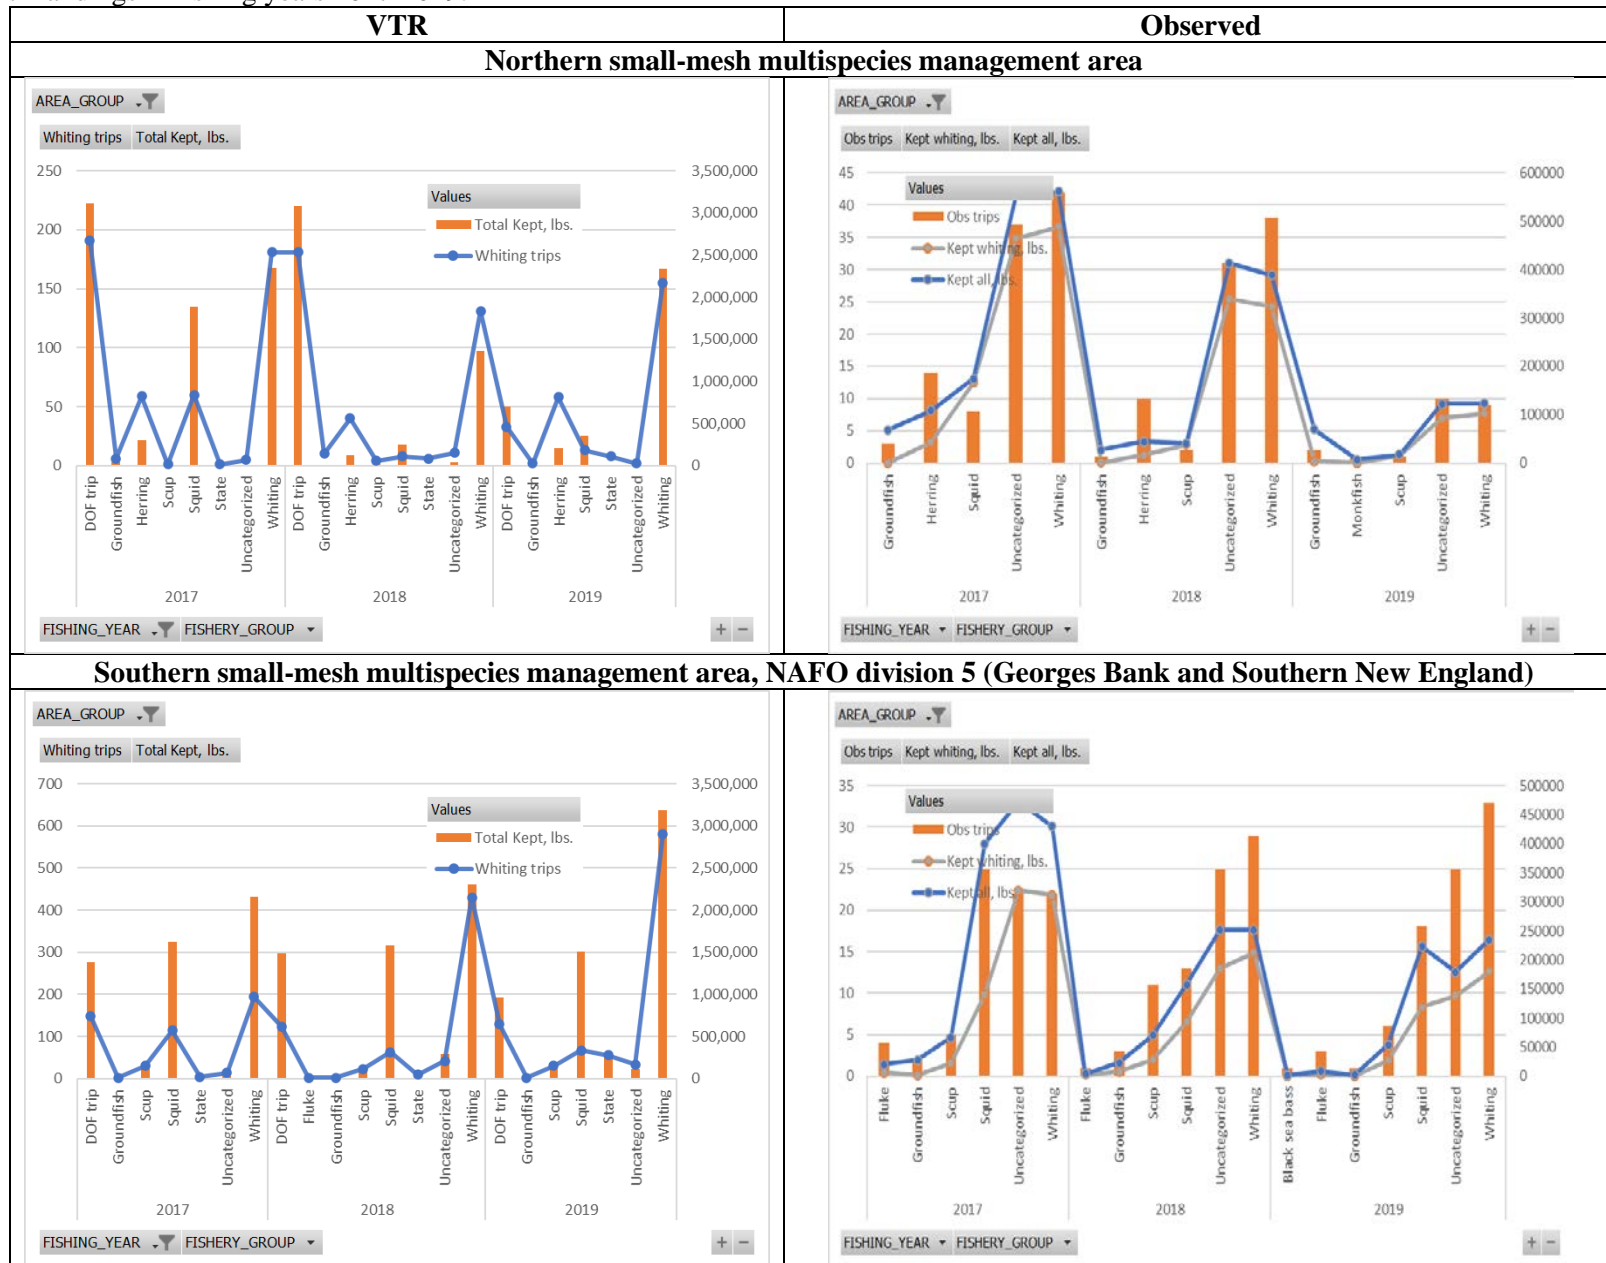 VTR
Observed
Northern small-mesh multispecies management area
AREA_GROUP
Whiting trips Total Kept, lbs.
250
200
150
100
50
0
3,500,000
3,000,000
2,500,000
2,000,000
1,500,000
1,000,000
500,000
0
Values
Total Kept, lbs.
Whiting trips
DOF trip
Groundfish
Herring
Scup
Squid
State
Uncategorized
Whiting
DOF trip
Groundfish
Herring
Scup
Squid
State
Uncategorized
Whiting
DOF trip
Groundfish
Herring
Squid
State
Uncategorized
Whiting
2017
2018
2019
FISHING_YEAR FISHERY_GROUP
+ −
AREA_GROUP
Obs trips Kept whiting, lbs. Kept all, lbs.
45
40
35
30
25
20
15
10
5
0
600000
500000
400000
300000
200000
100000
0
Values
Obs trips
Kept whiting, lbs.
Kept all, lbs.
Groundfish
Herring
Squid
Uncategorized
Whiting
Groundfish
Herring
Scup
Uncategorized
Whiting
Groundfish
Monkfish
Scup
Uncategorized
Whiting
2017
2018
2019
FISHING_YEAR FISHERY_GROUP
+ −
Southern small-mesh multispecies management area, NAFO division 5 (Georges Bank and Southern New England)
AREA_GROUP
Whiting trips Total Kept, lbs.
700
600
500
400
300
200
100
0
3,500,000
3,000,000
2,500,000
2,000,000
1,500,000
1,000,000
500,000
0
Values
Total Kept, lbs.
Whiting trips
DOF trip
Groundfish
Scup
Squid
State
Uncategorized
Whiting
DOF trip
Fluke
Groundfish
Scup
Squid
State
Uncategorized
Whiting
DOF trip
Groundfish
Scup
Squid
State
Uncategorized
Whiting
2017
2018
2019
FISHING_YEAR FISHERY_GROUP
+ −
AREA_GROUP
Obs trips Kept whiting, lbs. Kept all, lbs.
35
30
25
20
15
10
5
0
500000
450000
400000
350000
300000
250000
200000
150000
100000
50000
0
Values
Obs trips
Kept whiting, lbs.
Kept all, lbs.
Fluke
Groundfish
Scup
Squid
Uncategorized
Whiting
Fluke
Groundfish
Scup
Squid
Uncategorized
Whiting
Black sea bass
Fluke
Groundfish
Scup
Squid
Uncategorized
Whiting
2017
2018
2019
FISHING_YEAR FISHERY_GROUP
+ −